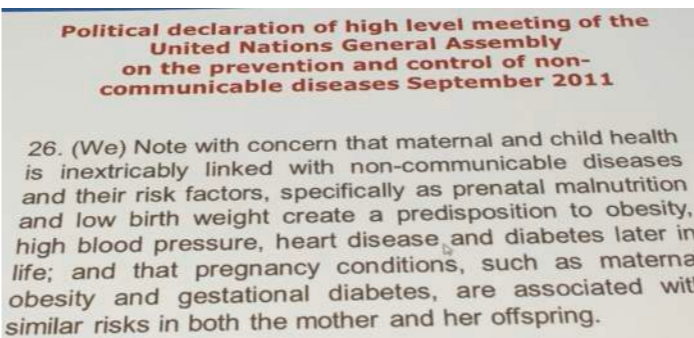 Political declaration of high level meeting of the
United Nations General Assembly
on the prevention and control of non-
communicable diseases September 2011
26. (We) Note with concern that maternal and child health
is inextricably linked with non-communicable diseases
and their risk factors, specifically as prenatal malnutrition
and low birth weight create a predisposition to obesity,
high blood pressure, heart disease and diabetes later in
life; and that pregnancy conditions, such as materna
obesity and gestational diabetes, are associated wit
similar risks in both the mother and her offspring.